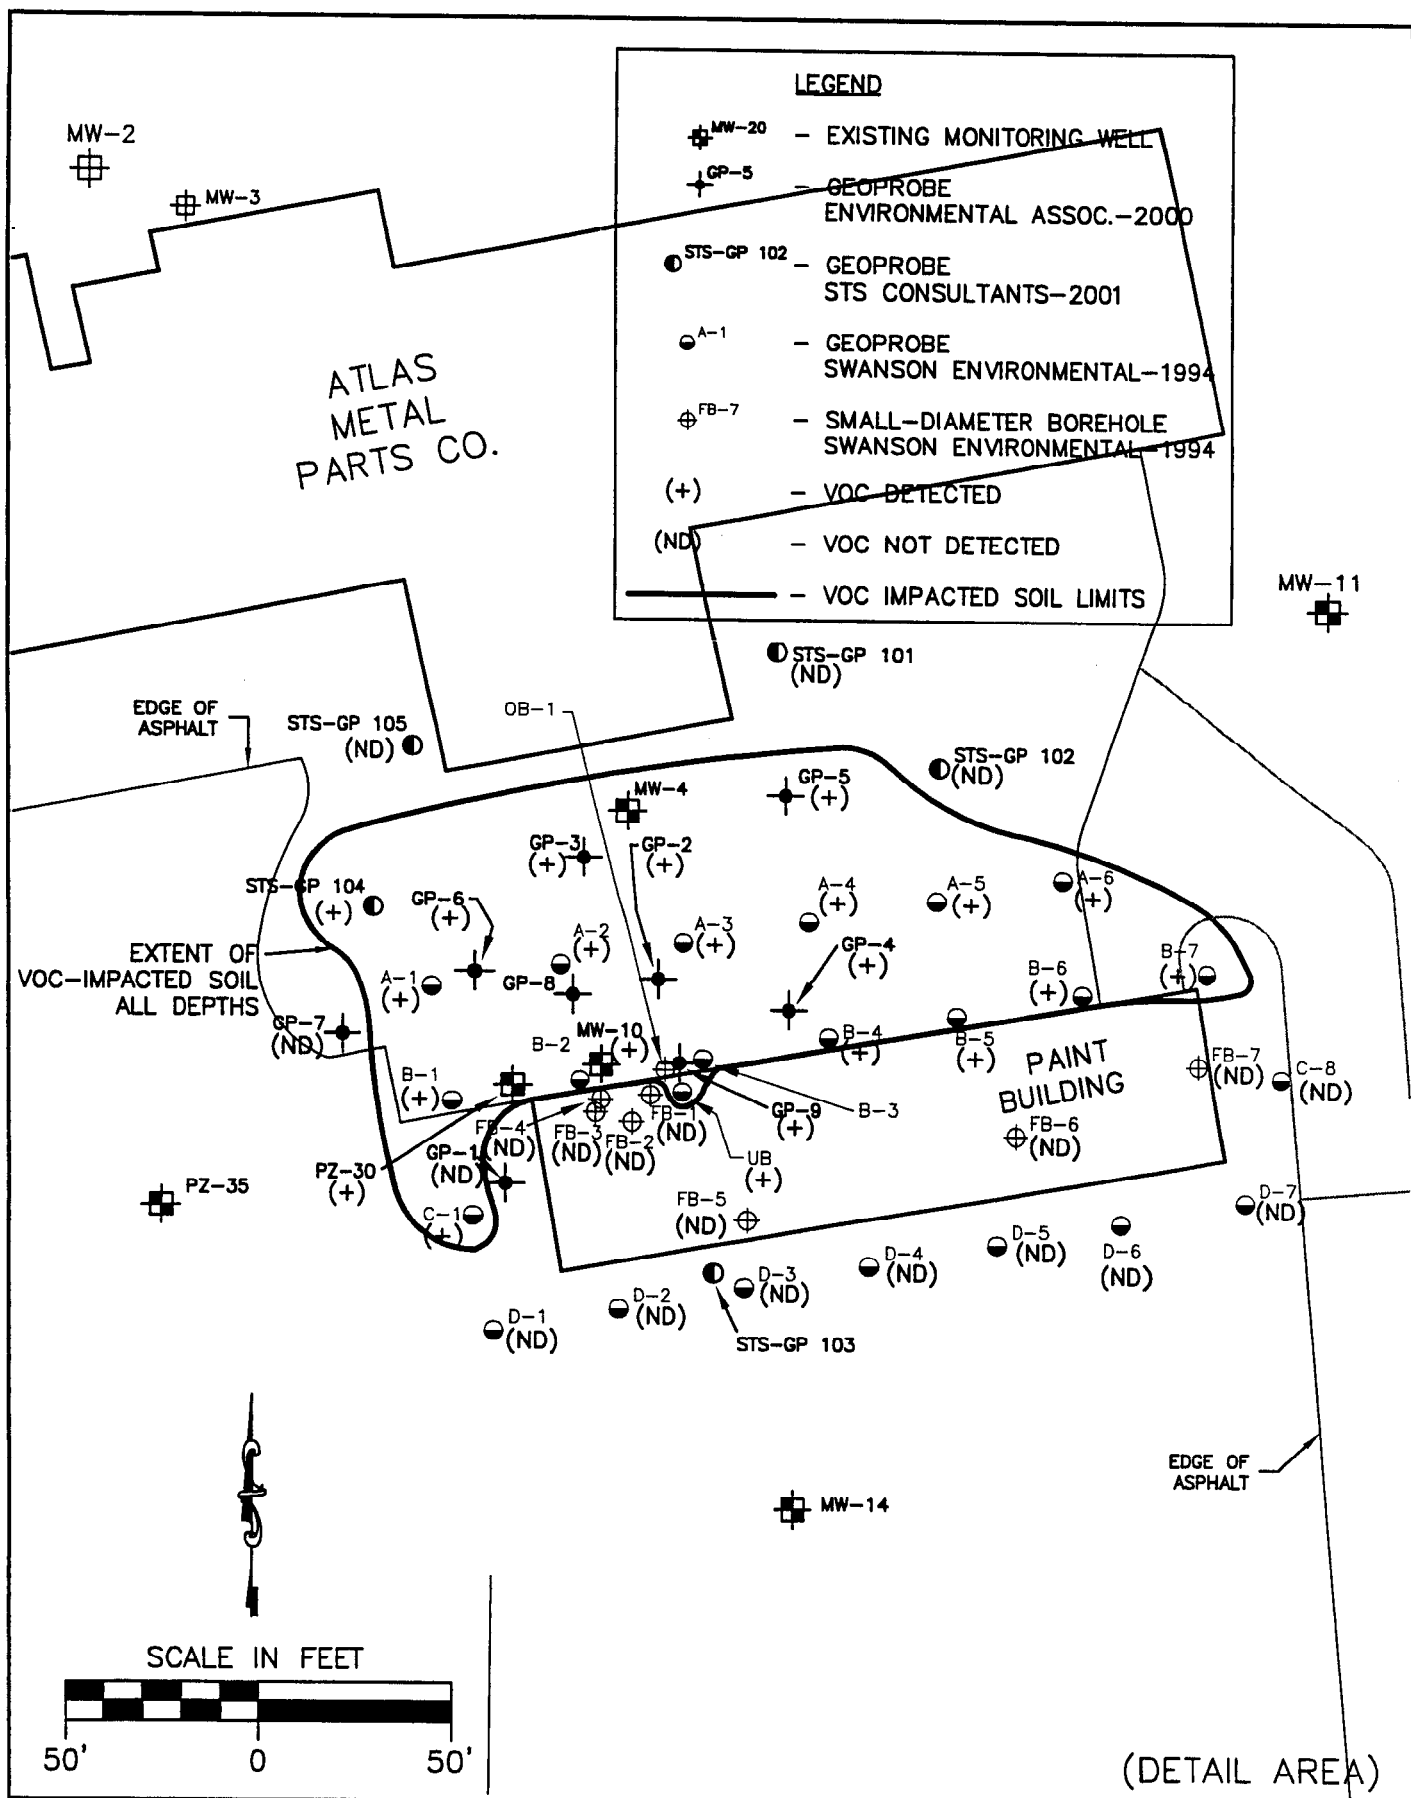 LEGEND
MW-20 - EXISTING MONITORING WELL
GP-5 - GEOPROBE
ENVIRONMENTAL ASSOC.-2000
STS-GP 102 - GEOPROBE
STS CONSULTANTS-2001
A-1 - GEOPROBE
SWANSON ENVIRONMENTAL-1994
FB-7 - SMALL-DIAMETER BOREHOLE
SWANSON ENVIRONMENTAL-1994
(+) - VOC DETECTED
(ND) - VOC NOT DETECTED
- VOC IMPACTED SOIL LIMITS
MW-2
MW-3
ATLAS
METAL
PARTS CO.
MW-11
STS-GP 101
(ND)
EDGE OF
ASPHALT
STS-GP 105
(ND)
OB-1
STS-GP 102
(ND)
MW-4
GP-5
(+)
GP-3
(+)
GP-2
(+)
STS-GP 104
(+)
GP-6
(+)
A-4
(+)
A-5
(+)
A-6
(+)
A-2
(+)
A-3
(+)
GP-4
(+)
EXTENT OF
VOC-IMPACTED SOIL
ALL DEPTHS
A-1
(+)
GP-8
B-6
(+)
B-7
(+)
GP-7
(ND)
B-2
MW-10
(+)
B-4
(+)
B-5
(+)
PAINT
BUILDING
FB-7
(ND)
C-8
(ND)
B-1
(+)
FB-4
(ND)
FB-3
(ND)
FB-2
(ND)
FB-1
(ND)
GP-9
(+)
B-3
FB-6
(ND)
PZ-30
(+)
GP-1
(ND)
UB
(+)
PZ-35
C-1
(+)
FB-5
(ND)
D-7
(ND)
D-4
(ND)
D-5
(ND)
D-6
(ND)
D-1
(ND)
D-2
(ND)
D-3
(ND)
STS-GP 103
EDGE OF
ASPHALT
MW-14
SCALE IN FEET
50' 0 50'
(DETAIL AREA)